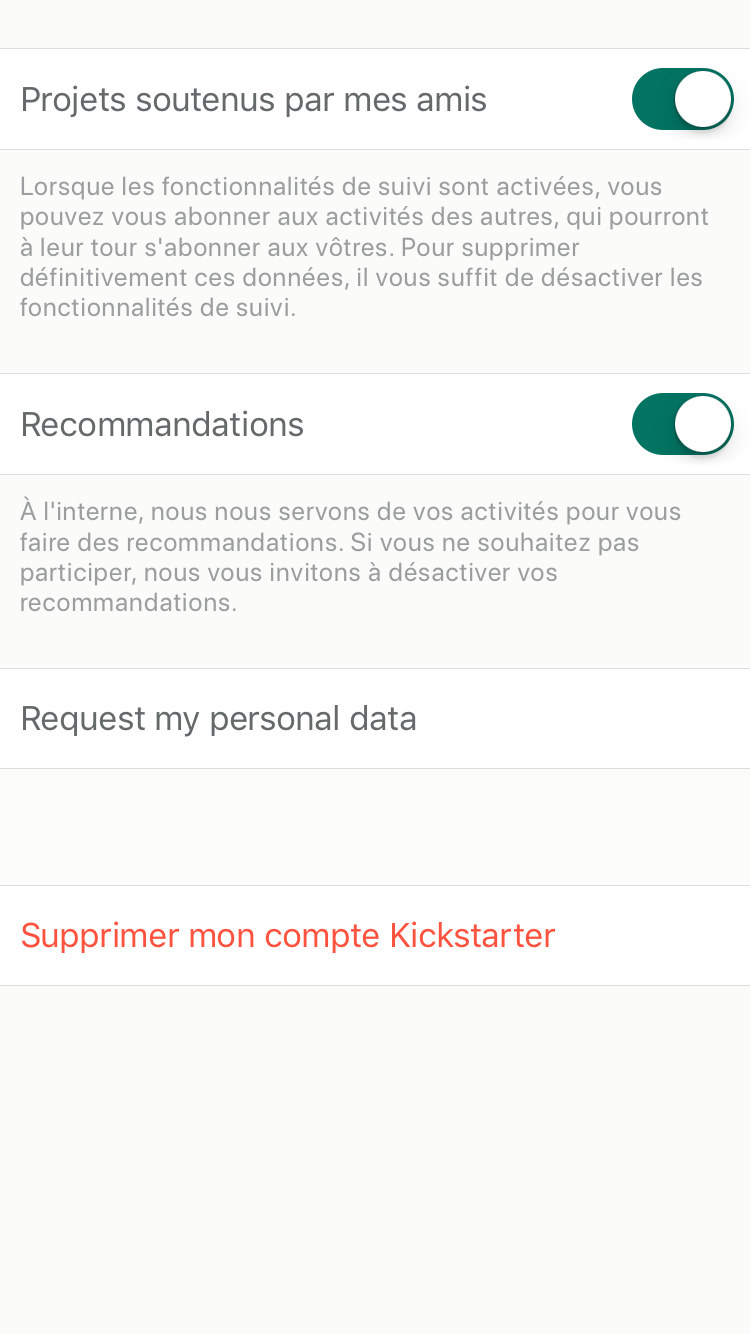 Projets soutenus par mes amis
Lorsque les fonctionnalités de suivi sont activées, vous
pouvez vous abonner aux activités des autres, qui pourront
à leur tour s'abonner aux vôtres. Pour supprimer
définitivement ces données, il vous suffit de désactiver les
fonctionnalités de suivi.
Recommandations
À l'interne, nous nous servons de vos activités pour vous
faire des recommandations. Si vous ne souhaitez pas
participer, nous vous invitons à désactiver vos
recommandations.
Request my personal data
Supprimer mon compte Kickstarter